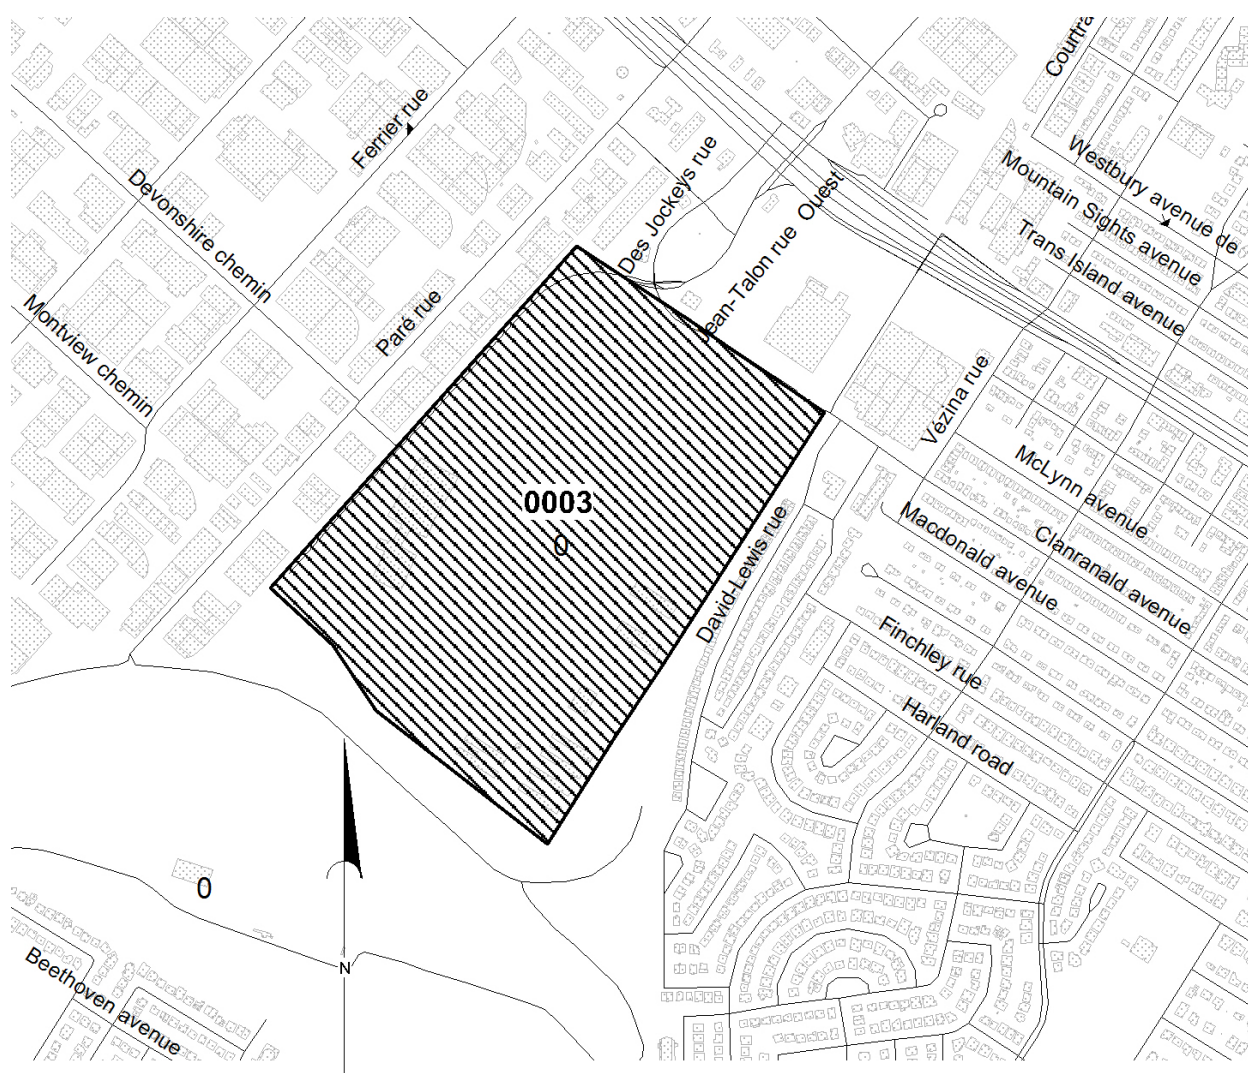 Courtra
Ferrier rue
Westbury avenue de
Devonshire chemin
Des Jockeys rue
Mountain Sights avenue
Jean-Talon rue Ouest
Trans Island avenue
Montview chemin
Paré rue
Vézina rue
McLynn avenue
0003
0
Macdonald avenue
Clanranald avenue
David-Lewis rue
Finchley rue
Harland road
0
N
Beethoven avenue